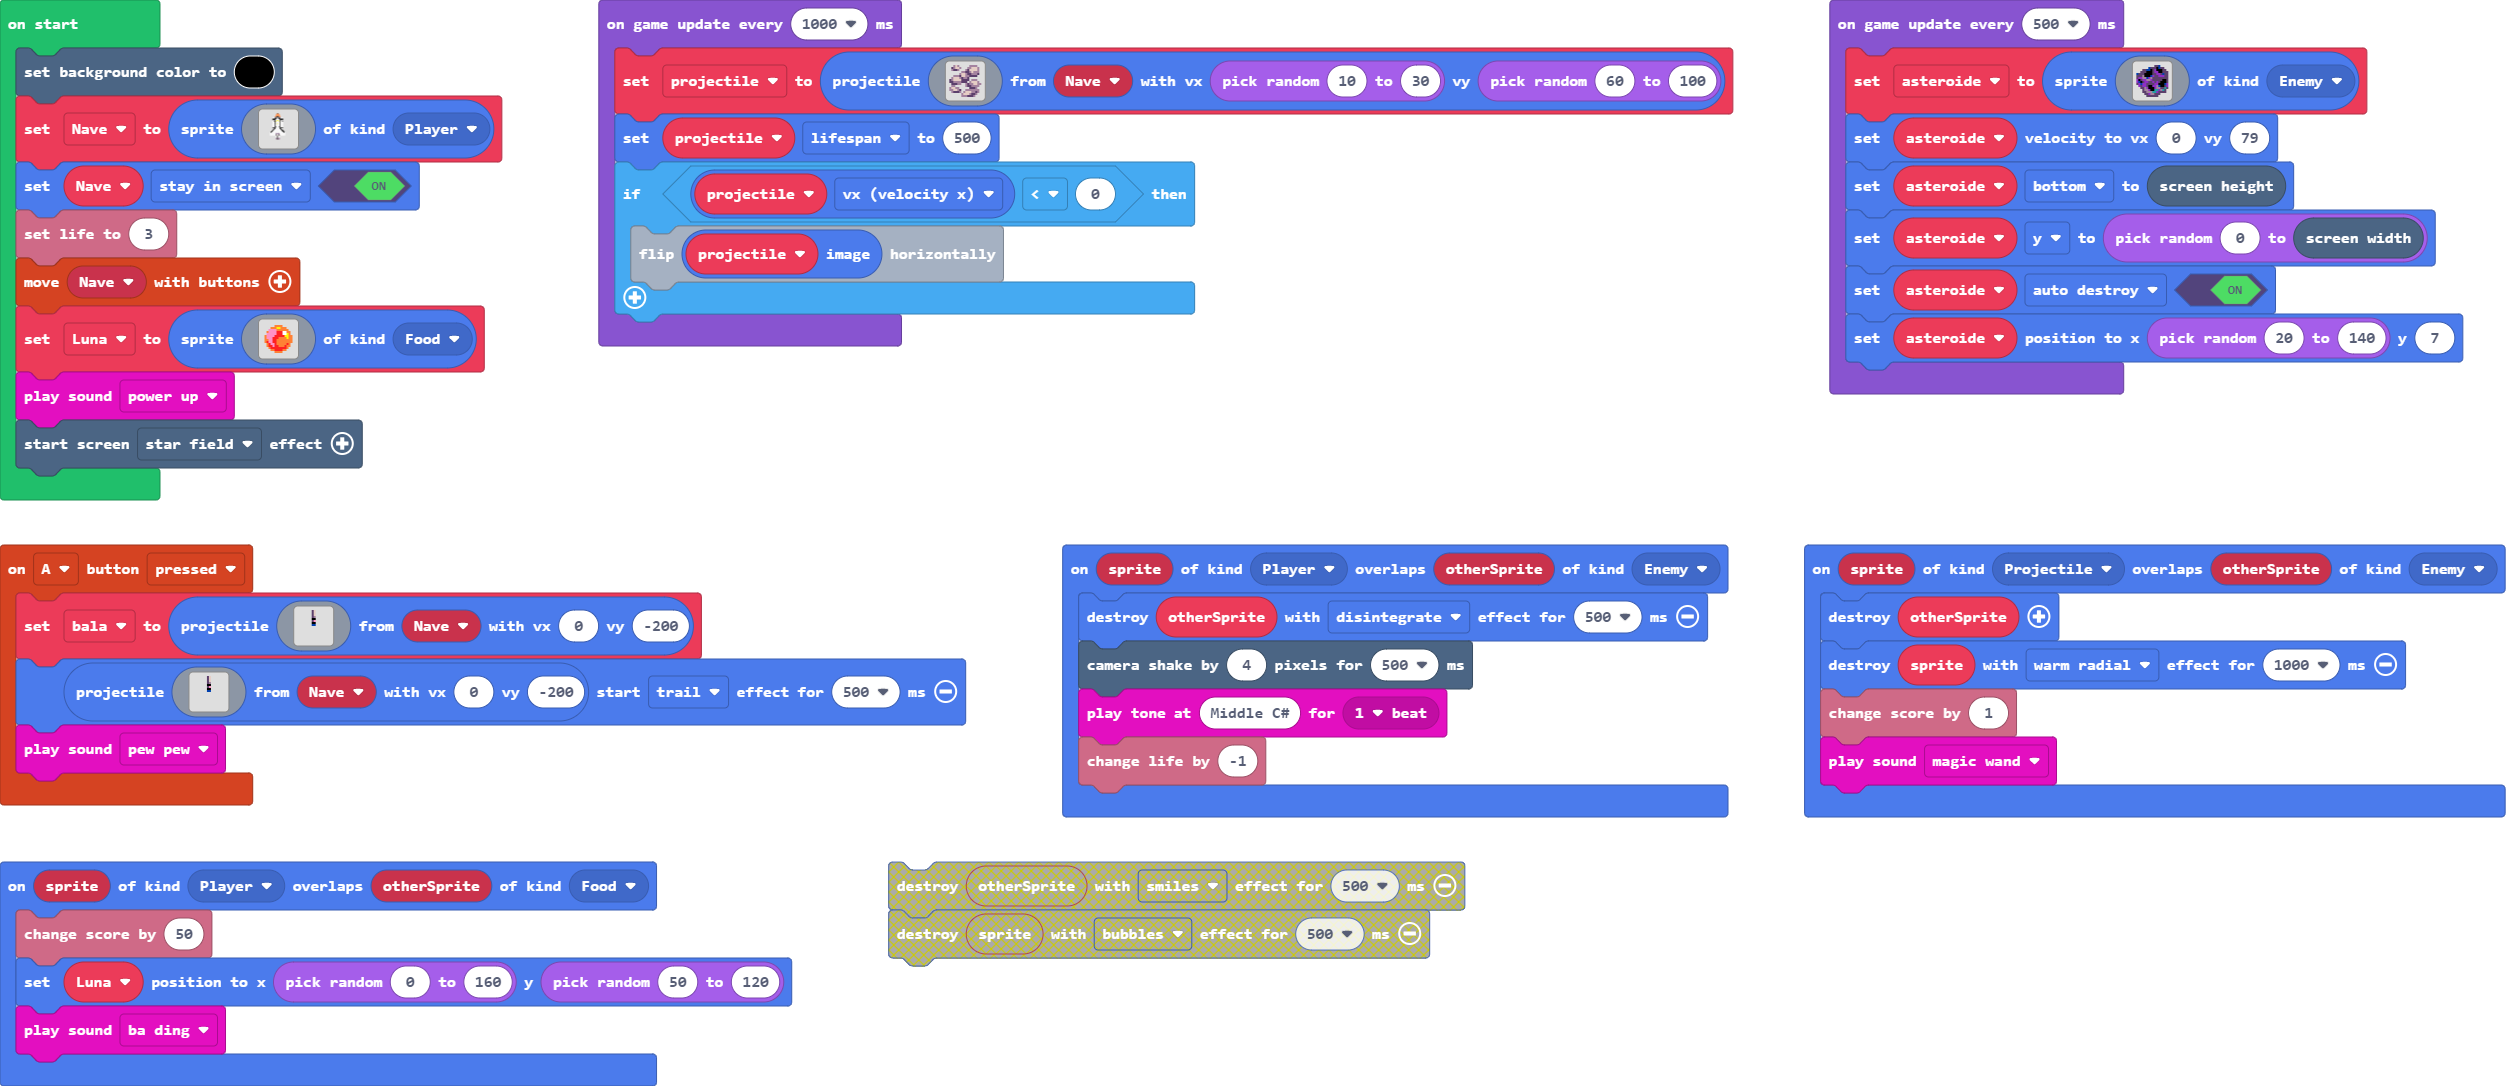 on start
set background color to
set Nave to sprite of kind Player
set Nave stay in screen ON
set life to 3
move Nave with buttons
set Luna to sprite of kind Food
play sound power up
start screen star field effect
on game update every 1000 ms
set projectile to projectile from Nave with vx pick random 10 to 30 vy pick random 60 to 100
set projectile lifespan to 500
if projectile vx (velocity x) < 0 then
flip projectile image horizontally
on game update every 500 ms
set asteroide to sprite of kind Enemy
set asteroide velocity to vx 0 vy 79
set asteroide bottom to screen height
set asteroide y to pick random 0 to screen width
set asteroide auto destroy ON
set asteroide position to x pick random 20 to 140 y 7
on A button pressed
set bala to projectile from Nave with vx 0 vy -200
projectile from Nave with vx 0 vy -200 start trail effect for 500 ms
play sound pew pew
on sprite of kind Player overlaps otherSprite of kind Enemy
destroy otherSprite with disintegrate effect for 500 ms
camera shake by 4 pixels for 500 ms
play tone at Middle C# for 1 beat
change life by -1
on sprite of kind Projectile overlaps otherSprite of kind Enemy
destroy otherSprite
destroy sprite with warm radial effect for 1000 ms
change score by 1
play sound magic wand
on sprite of kind Player overlaps otherSprite of kind Food
change score by 50
set Luna position to x pick random 0 to 160 y pick random 50 to 120
play sound ba ding
destroy otherSprite with smiles effect for 500 ms
destroy sprite with bubbles effect for 500 ms